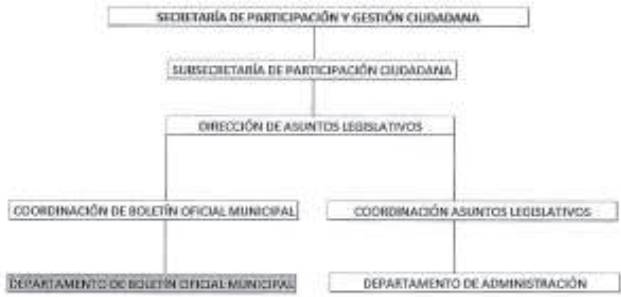 SECRETARÍA DE PARTICIPACIÓN Y GESTIÓN CIUDADANA
SUBSECRETARÍA DE PARTICIPACIÓN CIUDADANA
DIRECCIÓN DE ASUNTOS LEGISLATIVOS
COORDINACIÓN DE BOLETÍN OFICIAL MUNICIPAL
COORDINACIÓN ASUNTOS LEGISLATIVOS
DEPARTAMENTO DE BOLETÍN OFICIAL MUNICIPAL
DEPARTAMENTO DE ADMINISTRACIÓN